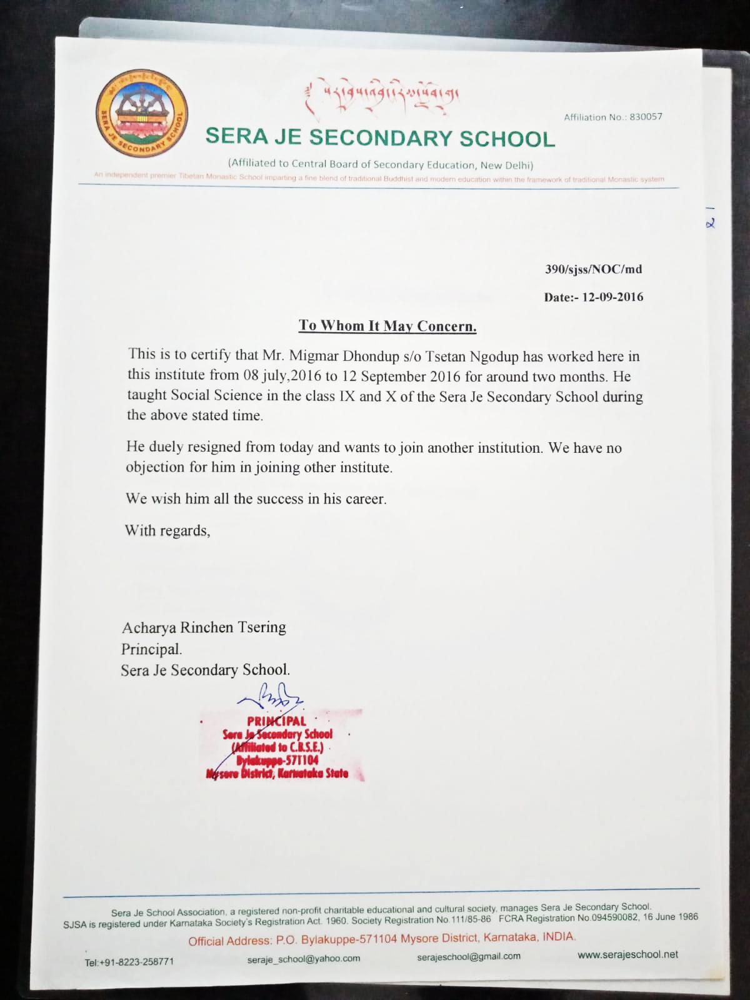 SERA JE SECONDARY SCHOOL
Affiliation No.: 830057
SERA JE SECONDARY SCHOOL
(Affiliated to Central Board of Secondary Education, New Delhi)
An independent premier Tibetan Monastic School imparting a fine blend of traditional Buddhist and modern education within the framework of traditional Monastic system
390/sjss/NOC/md
Date:- 12-09-2016
To Whom It May Concern.
This is to certify that Mr. Migmar Dhondup s/o Tsetan Ngodup has worked here in
this institute from 08 july,2016 to 12 September 2016 for around two months. He
taught Social Science in the class IX and X of the Sera Je Secondary School during
the above stated time.
He duely resigned from today and wants to join another institution. We have no
objection for him in joining other institute.
We wish him all the success in his career.
With regards,
Acharya Rinchen Tsering
Principal.
Sera Je Secondary School.
PRINCIPAL
Sera Je Secondary School
(Affiliated to C.B.S.E.)
Bylakuppe-571104
Mysore District, Karnataka State
Sera Je School Association, a registered non-profit charitable educational and cultural society, manages Sera Je Secondary School.
SJSA is registered under Karnataka Society's Registration Act. 1960. Society Registration No.111/85-86 FCRA Registration No.094590082, 16 June 1986
Official Address: P.O. Bylakuppe-571104 Mysore District, Karnataka, INDIA.
Tel:+91-8223-258771 seraje_school@yahoo.com serajeschool@gmail.com www.serajeschool.net